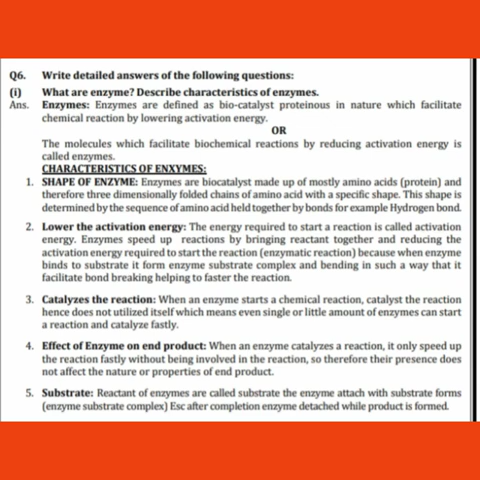 Q6. Write detailed answers of the following questions:
(i) What are enzyme? Describe characteristics of enzymes.
Ans. Enzymes: Enzymes are defined as bio-catalyst proteinous in nature which facilitate
chemical reaction by lowering activation energy.
OR
The molecules which facilitate biochemical reactions by reducing activation energy is
called enzymes.
CHARACTERISTICS OF ENXYMES:
1. SHAPE OF ENZYME: Enzymes are biocatalyst made up of mostly amino acids (protein) and
therefore three dimensionally folded chains of amino acid with a specific shape. This shape is
determined by the sequence of amino acid held together by bonds for example Hydrogen bond.
2. Lower the activation energy: The energy required to start a reaction is called activation
energy. Enzymes speed up reactions by bringing reactant together and reducing the
activation energy required to start the reaction (enzymatic reaction) because when enzyme
binds to substrate it form enzyme substrate complex and bending in such a way that it
facilitate bond breaking helping to faster the reaction.
3. Catalyzes the reaction: When an enzyme starts a chemical reaction, catalyst the reaction
hence does not utilized itself which means even single or little amount of enzymes can start
a reaction and catalyze fastly.
4. Effect of Enzyme on end product: When an enzyme catalyzes a reaction, it only speed up
the reaction fastly without being involved in the reaction, so therefore their presence does
not affect the nature or properties of end product.
5. Substrate: Reactant of enzymes are called substrate the enzyme attach with substrate forms
(enzyme substrate complex) Esc after completion enzyme detached while product is formed.